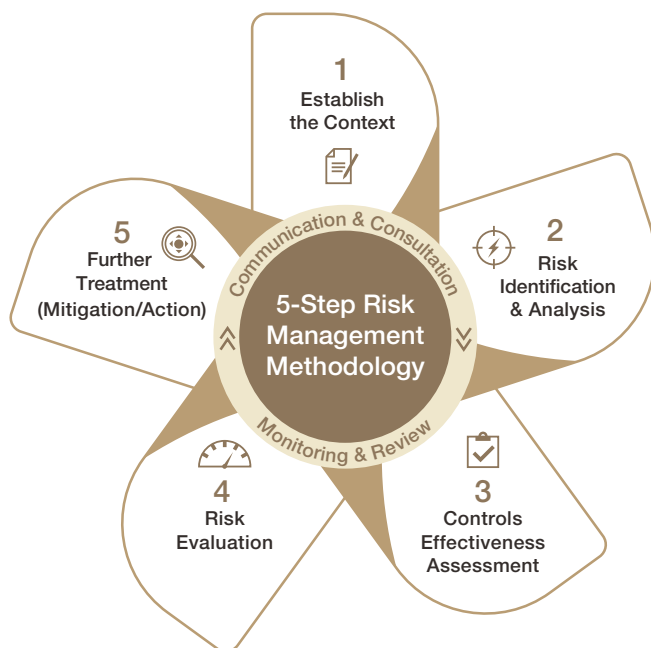 1
Establish
the Context
2
Risk
Identification
& Analysis
3
Controls
Effectiveness
Assessment
4
Risk
Evaluation
5
Further
Treatment
(Mitigation/Action)
Communication & Consultation
5-Step Risk
Management
Methodology
Monitoring & Review